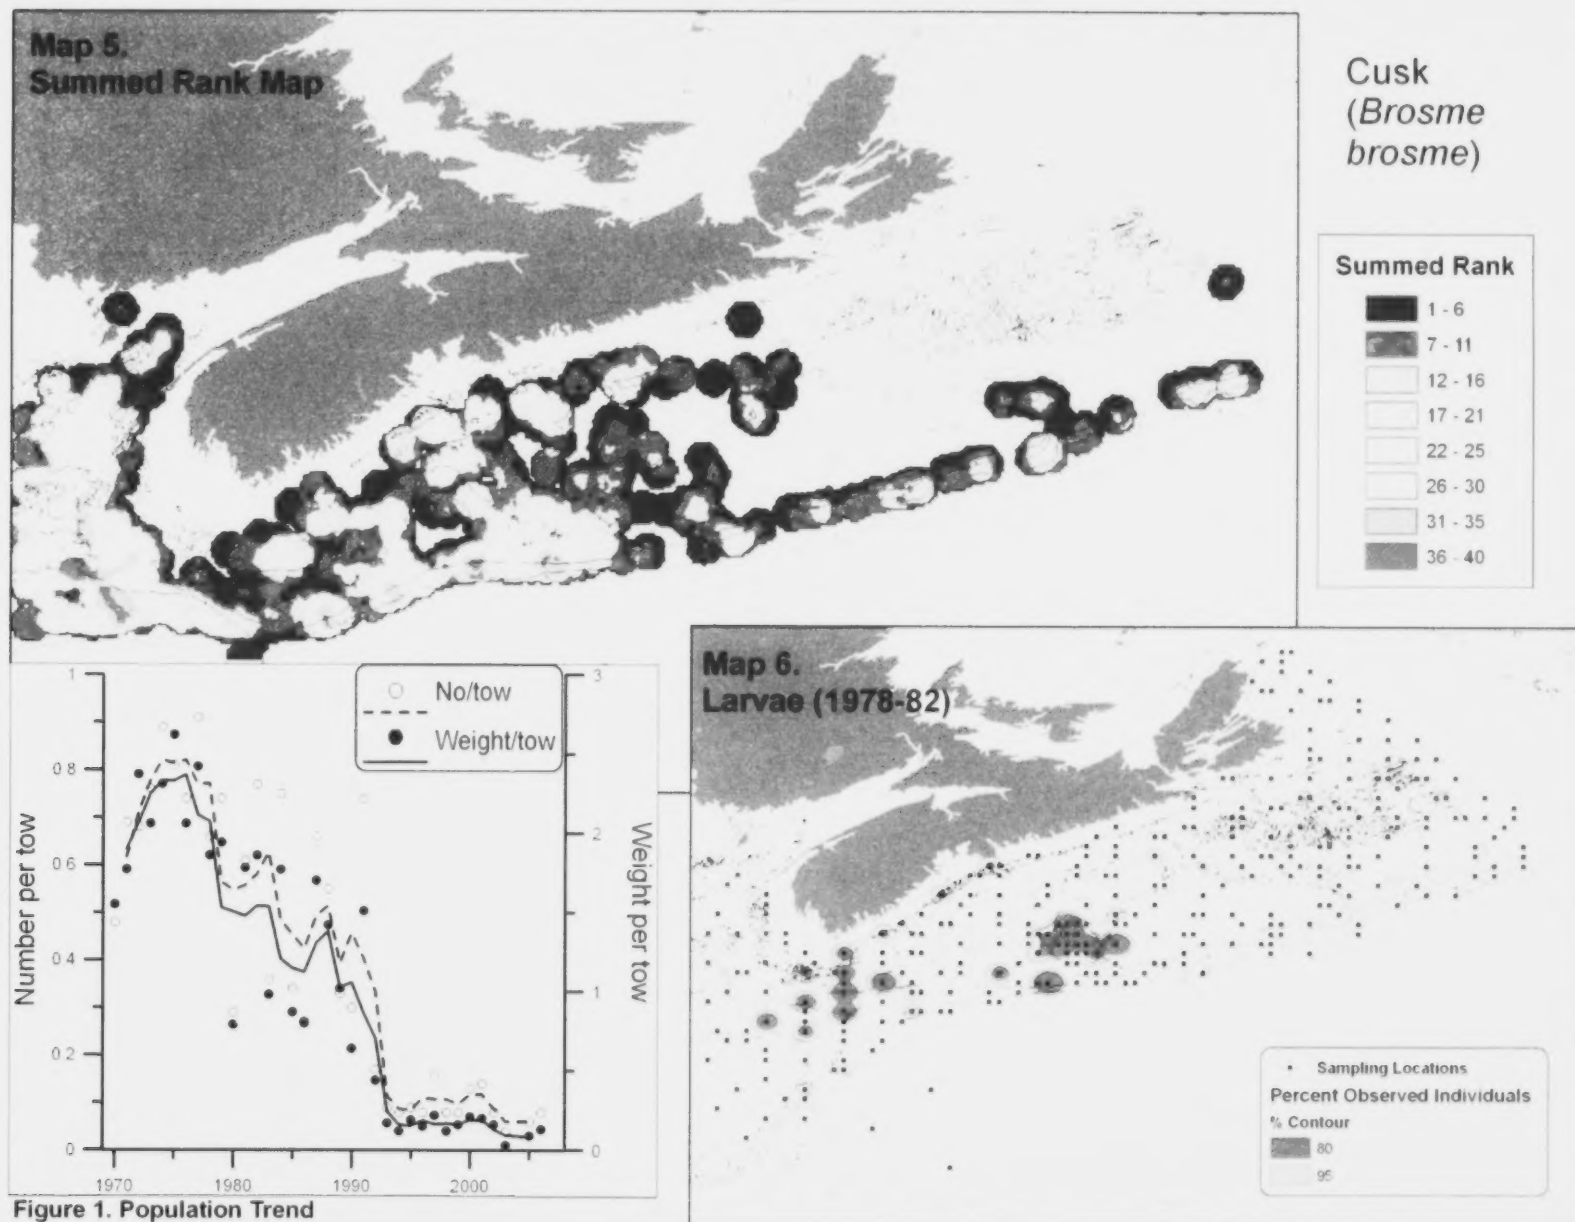 Map 5.
Summed Rank Map
Cusk
(Brosme
brosme)
Summed Rank
1 - 6
7 - 11
12 - 16
17 - 21
22 - 25
26 - 30
31 - 35
36 - 40
No/tow
Weight/tow
Number per tow
Weight per tow
1
0.8
0.6
0.4
0.2
0
3
2
1
0
1970
1980
1990
2000
Figure 1. Population Trend
Map 6.
Larvae (1978-82)
Sampling Locations
Percent Observed Individuals
% Contour
80
95